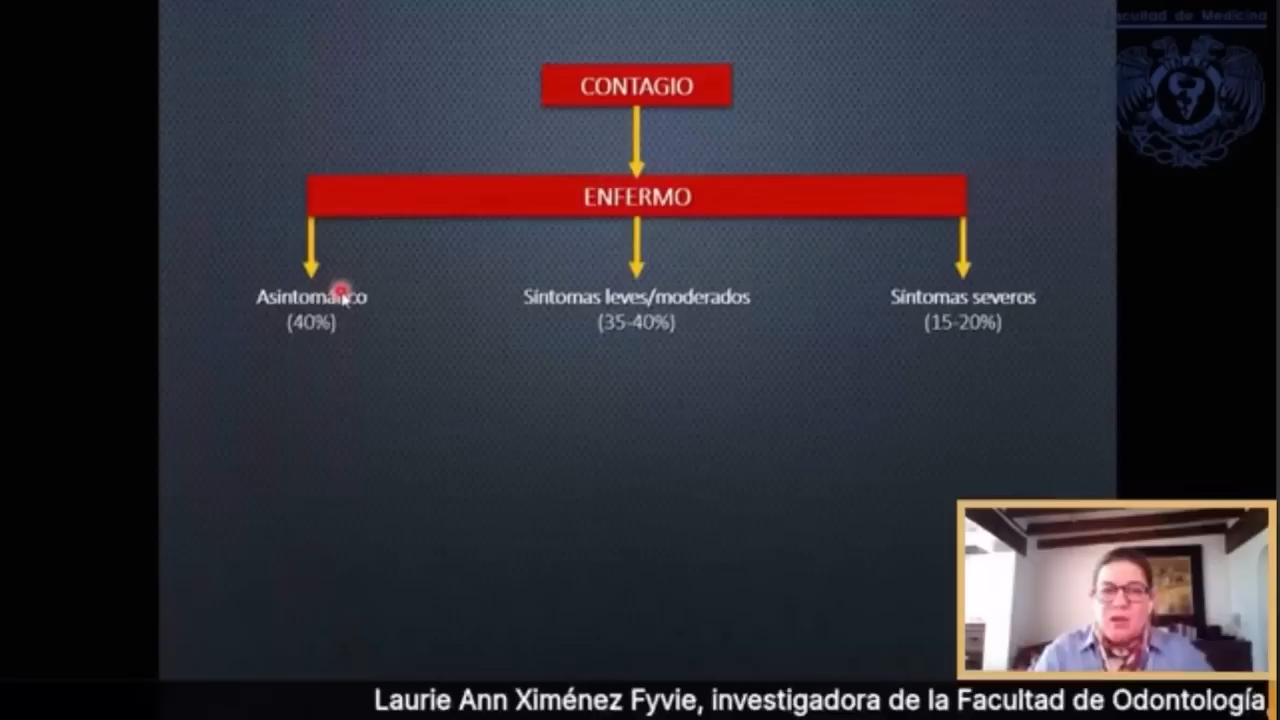 Facultad de Medicina
CONTAGIO
ENFERMO
Asintomático
(40%)
Síntomas leves/moderados
(35-40%)
Síntomas severos
(15-20%)
Laurie Ann Ximénez Fyvie, investigadora de la Facultad de Odontología,